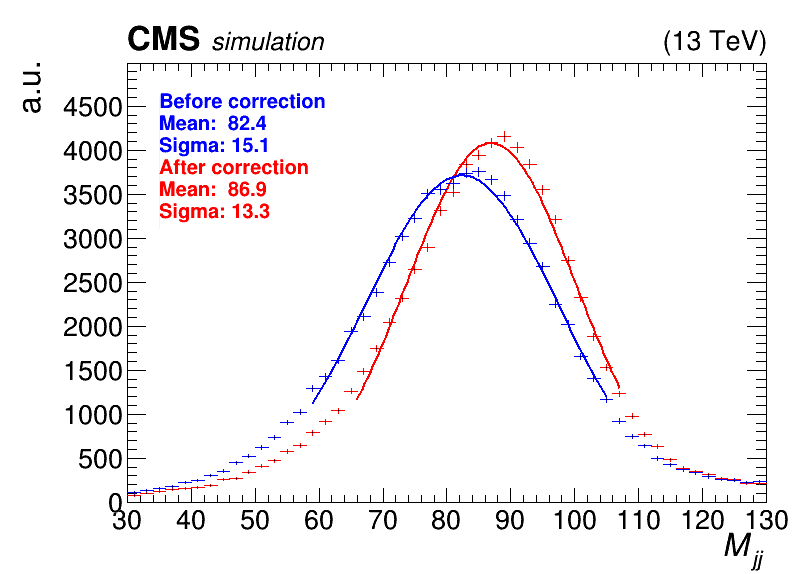 CMS simulation (13 TeV)
a.u.
Before correction
Mean: 82.4
Sigma: 15.1
After correction
Mean: 86.9
Sigma: 13.3
4500
4000
3500
3000
2500
2000
1500
1000
500
0
30 40 50 60 70 80 90 100 110 120 130
Mjj